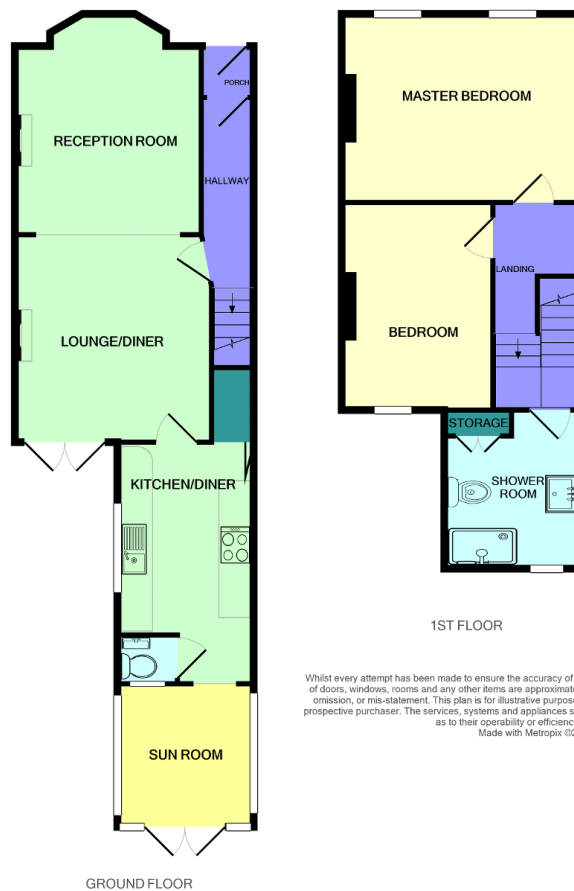 RECEPTION ROOM
PORCH
HALLWAY
LOUNGE/DINER
KITCHEN/DINER
SUN ROOM
GROUND FLOOR
MASTER BEDROOM
LANDING
BEDROOM
STORAGE
SHOWER
ROOM
1ST FLOOR
Whilst every attempt has been made to ensure the accuracy of
of doors, windows, rooms and any other items are approximate
omission, or mis-statement. This plan is for illustrative purpose
prospective purchaser. The services, systems and appliances s
as to their operability or efficienc
Made with Metropix ©2